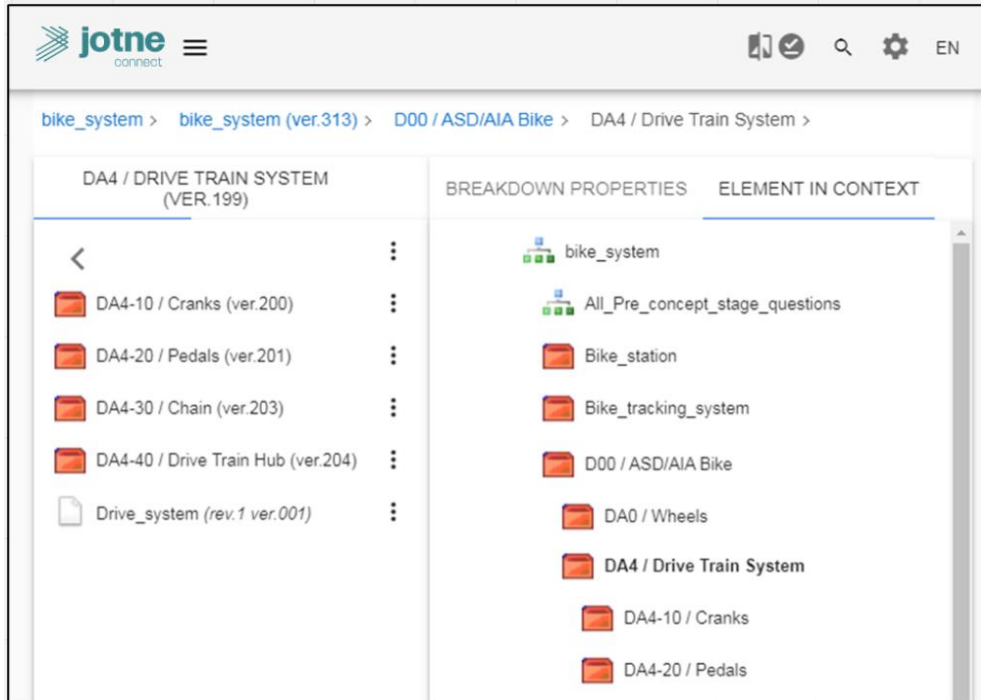 jotne
connect
EN
bike_system > bike_system (ver.313) > D00 / ASD/AIA Bike > DA4 / Drive Train System >
DA4 / DRIVE TRAIN SYSTEM
(VER.199)
DA4-10 / Cranks (ver.200)
DA4-20 / Pedals (ver.201)
DA4-30 / Chain (ver.203)
DA4-40 / Drive Train Hub (ver.204)
Drive_system (rev.1 ver.001)
BREAKDOWN PROPERTIES ELEMENT IN CONTEXT
bike_system
All_Pre_concept_stage_questions
Bike_station
Bike_tracking_system
D00 / ASD/AIA Bike
DA0 / Wheels
DA4 / Drive Train System
DA4-10 / Cranks
DA4-20 / Pedals